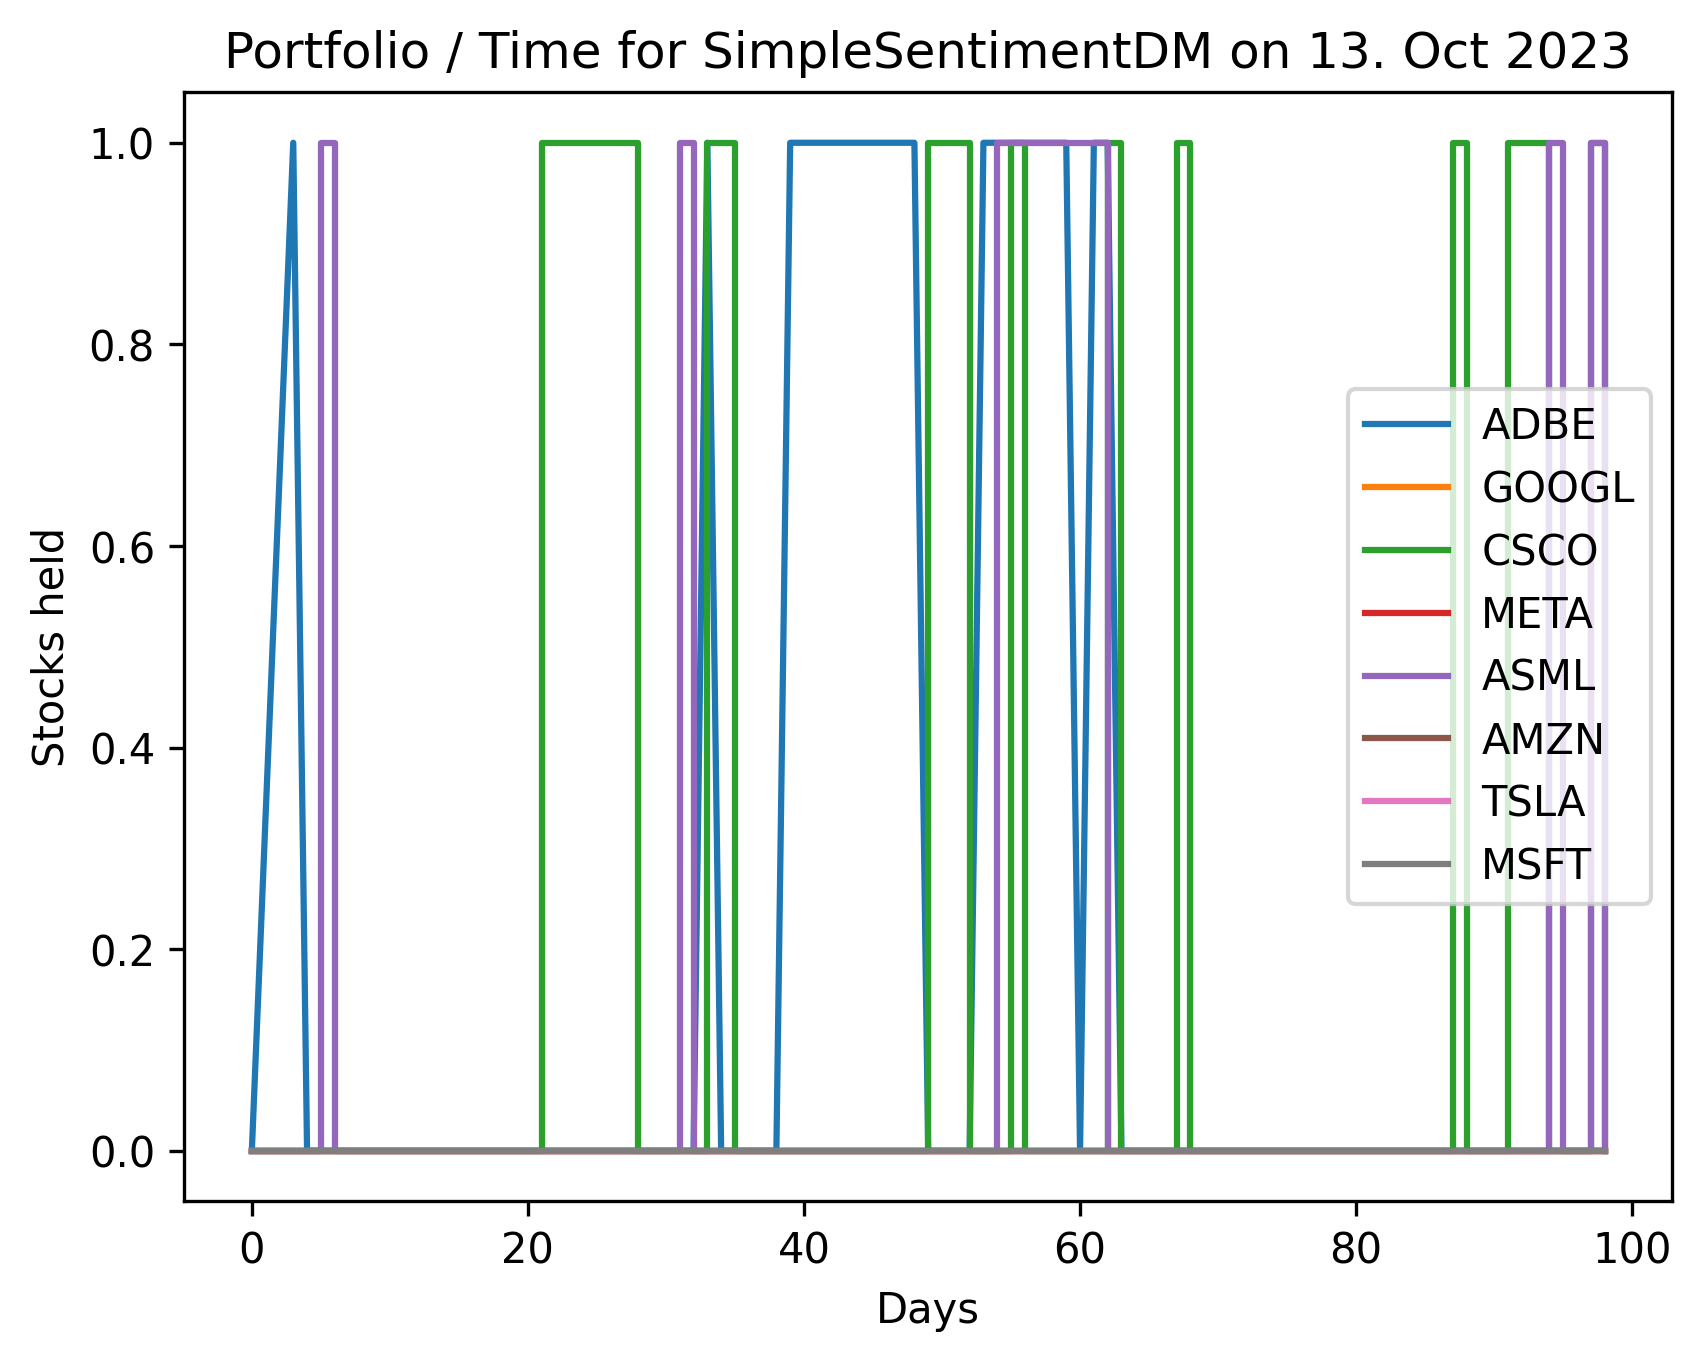 Portfolio / Time for SimpleSentimentDM on 13. Oct 2023
1.0
0.8
0.6
0.4
0.2
0.0
Stocks held
ADBE
GOOGL
CSCO
META
ASML
AMZN
TSLA
MSFT
0 20 40 60 80 100
Days